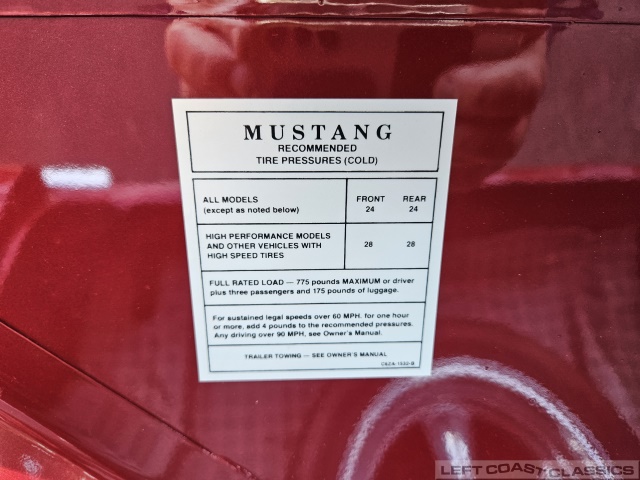 MUSTANG
RECOMMENDED
TIRE PRESSURES (COLD)
ALL MODELS
(except as noted below)
FRONT
24
REAR
24
HIGH PERFORMANCE MODELS
AND OTHER VEHICLES WITH
HIGH SPEED TIRES
28
28
FULL RATED LOAD — 775 pounds MAXIMUM or driver
plus three passengers and 175 pounds of luggage.
For sustained legal speeds over 60 MPH, for one hour
or more, add 4 pounds to the recommended pressures.
Any driving over 90 MPH, see Owner's Manual.
TRAILER TOWING — SEE OWNER'S MANUAL
LEFT COAST CLASSICS